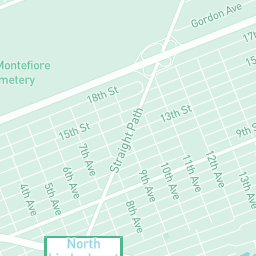 Gordon Ave
17th
Montefiore
metery
15
18th St
13th St
15th St
Straight Path
9th S
7th Ave
6th Ave
5th Ave
4th Ave
12th Ave
11th Ave
10th Ave
9th Ave
13th Ave
8th Ave
North